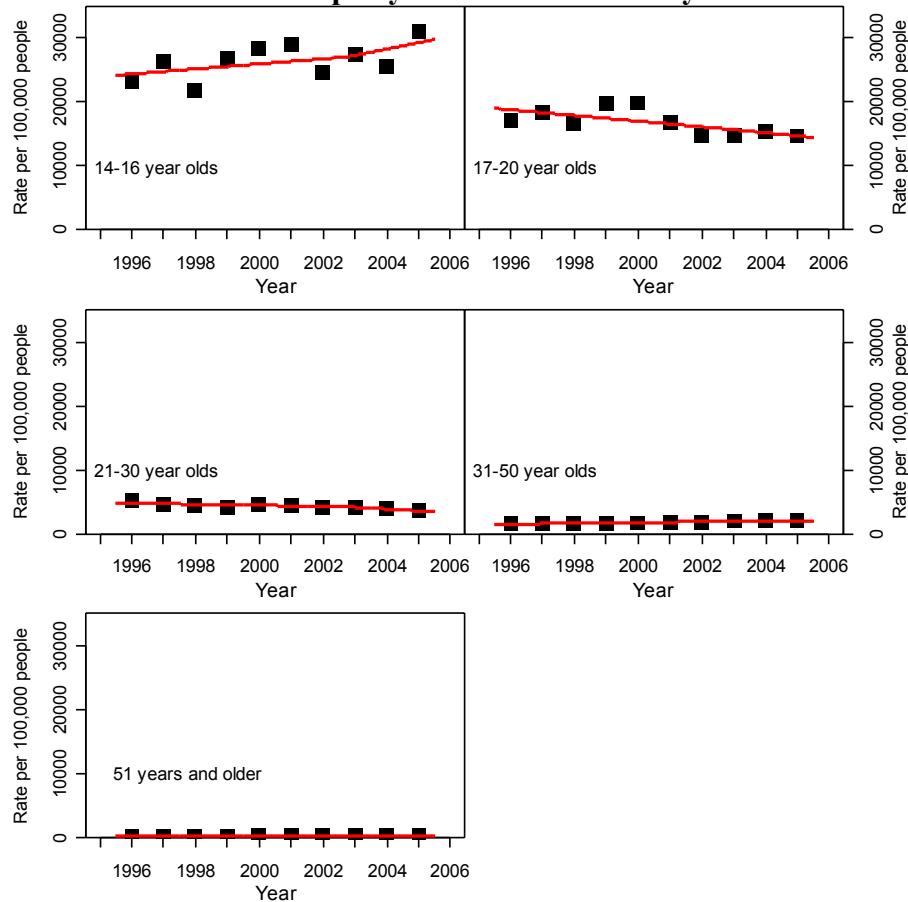 Rate per 100,000 people
30000
20000
10000
0
14-16 year olds
1996 1998 2000 2002 2004 2006
Year
17-20 year olds
1996 1998 2000 2002 2004 2006
Year
30000
20000
10000
0
Rate per 100,000 people
Rate per 100,000 people
30000
20000
10000
0
21-30 year olds
1996 1998 2000 2002 2004 2006
Year
31-50 year olds
1996 1998 2000 2002 2004 2006
Year
30000
20000
10000
0
Rate per 100,000 people
Rate per 100,000 people
30000
20000
10000
0
51 years and older
1996 1998 2000 2002 2004 2006
Year